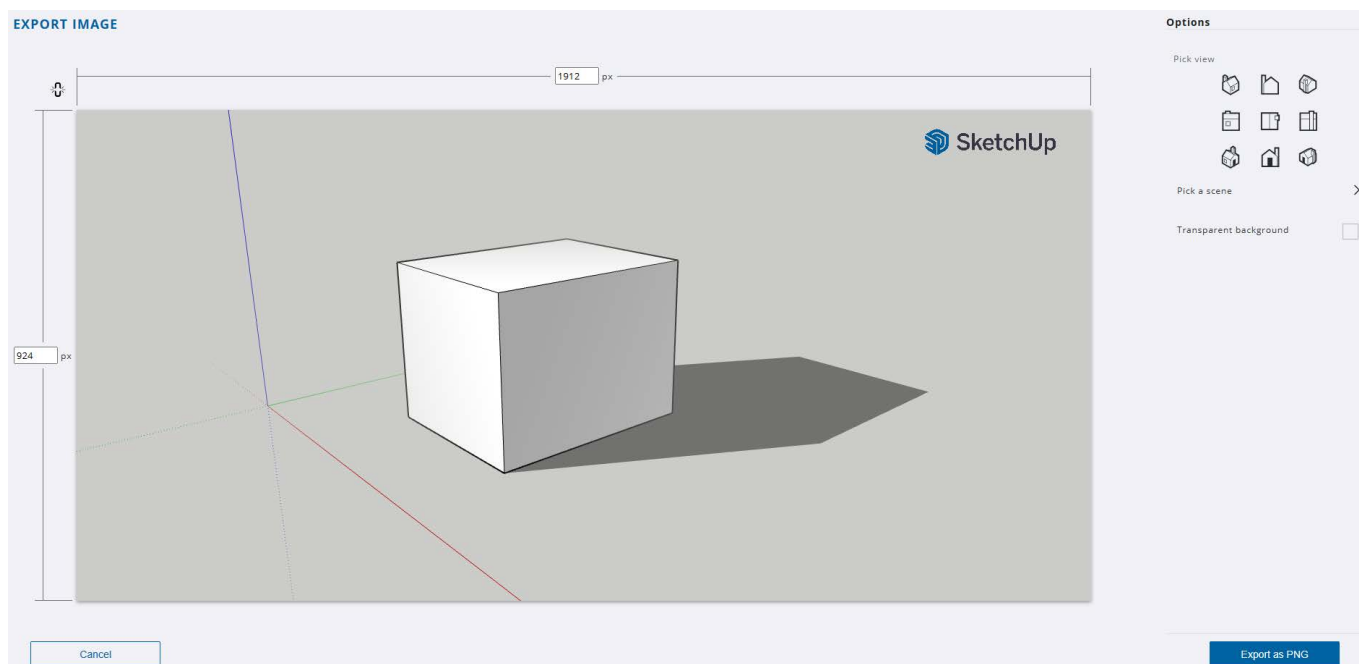 EXPORT IMAGE
Options
Pick view
1912 px
SketchUp
Pick a scene
Transparent background
924 px
Cancel
Export as PNG